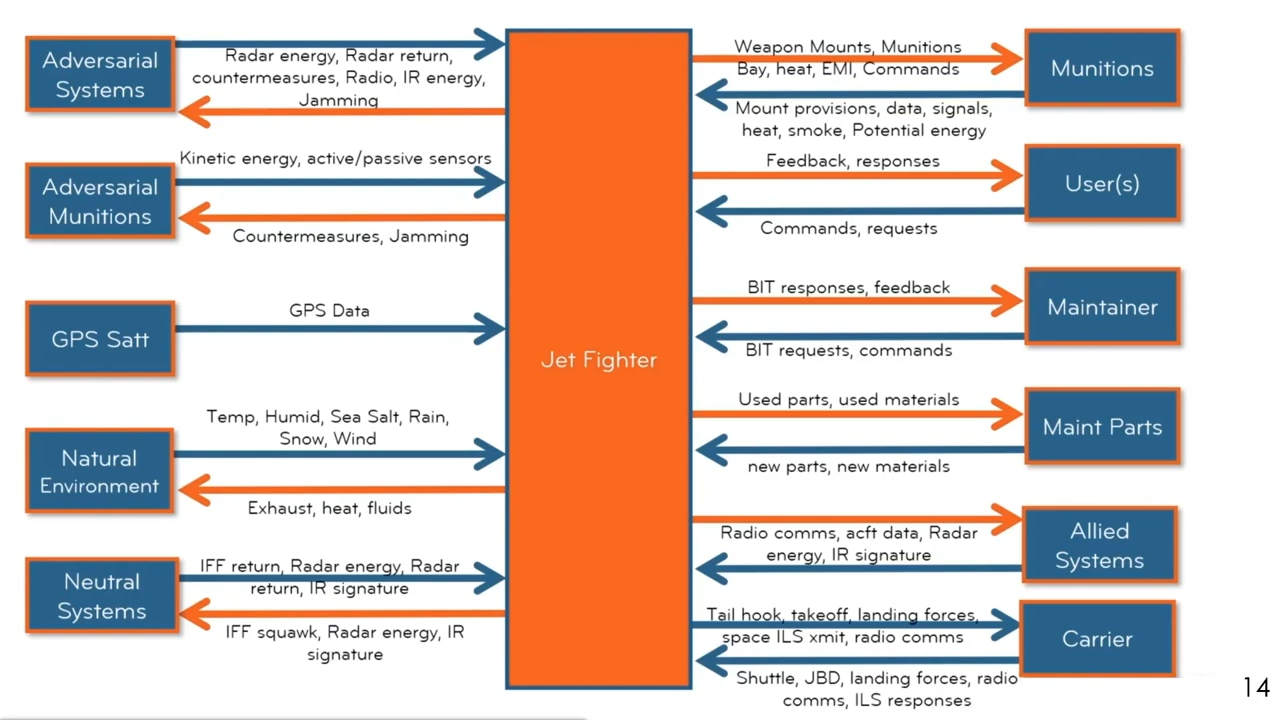 Adversarial
Systems
Radar energy, Radar return,
countermeasures, Radio, IR energy,
Jamming
Adversarial
Munitions
Kinetic energy, active/passive sensors
Countermeasures, Jamming
GPS Satt
GPS Data
Natural
Environment
Temp, Humid, Sea Salt, Rain,
Snow, Wind
Exhaust, heat, fluids
Neutral
Systems
IFF return, Radar energy, Radar
return, IR signature
IFF squawk, Radar energy, IR
signature
Jet Fighter
Weapon Mounts, Munitions
Bay, heat, EMI, Commands
Mount provisions, data, signals,
heat, smoke, Potential energy
Munitions
Feedback, responses
Commands, requests
User(s)
BIT responses, feedback
BIT requests, commands
Maintainer
Used parts, used materials
new parts, new materials
Maint Parts
Radio comms, acft data, Radar
energy, IR signature
Allied
Systems
Tail hook, takeoff, landing forces,
space ILS xmit, radio comms
Shuttle, JBD, landing forces, radio
comms, ILS responses
Carrier
14